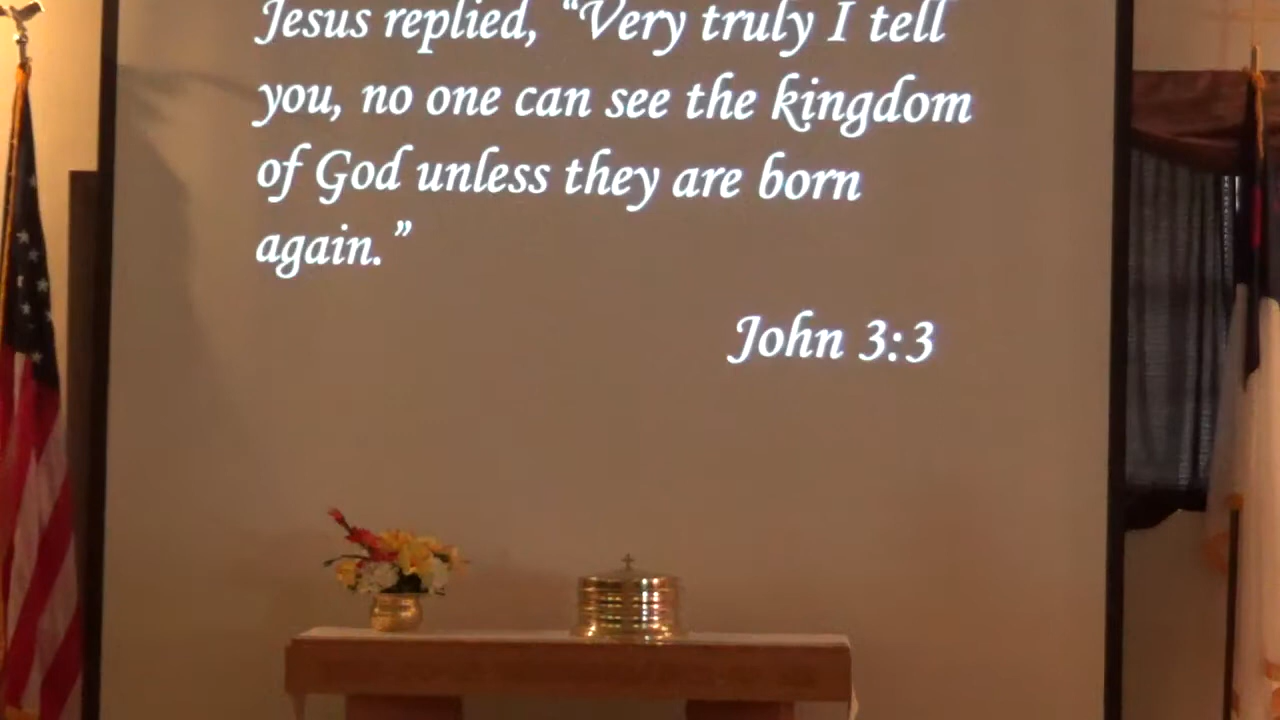 Jesus replied, “Very truly I tell
you, no one can see the kingdom
of God unless they are born
again.”
John 3:3